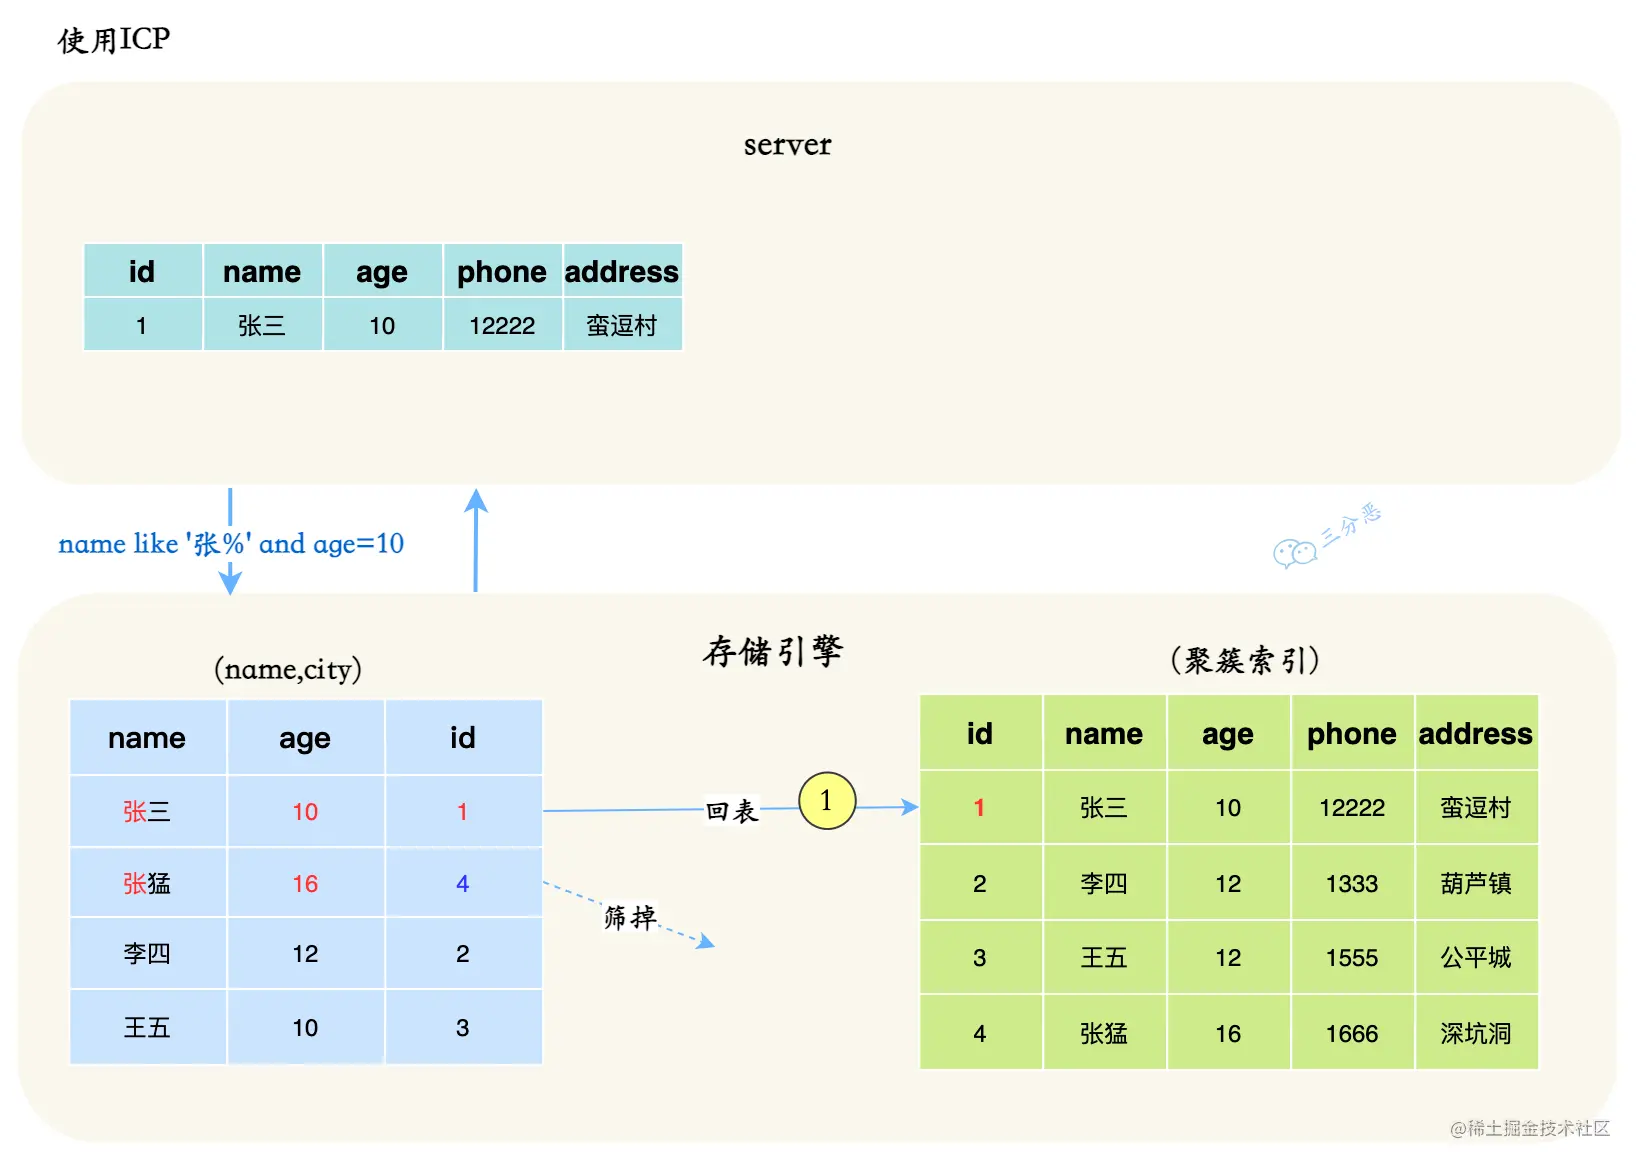 使用ICP
server
id name age phone address
1 张三 10 12222 蛮逗村
name like '张%' and age=10
三分恶
存储引擎
(name,city)
(聚簇索引)
name age id
张三 10 1
张猛 16 4
李四 12 2
王五 10 3
回表
1
筛掉
id name age phone address
1 张三 10 12222 蛮逗村
2 李四 12 1333 葫芦镇
3 王五 12 1555 公平城
4 张猛 16 1666 深坑洞
@稀土掘金技术社区